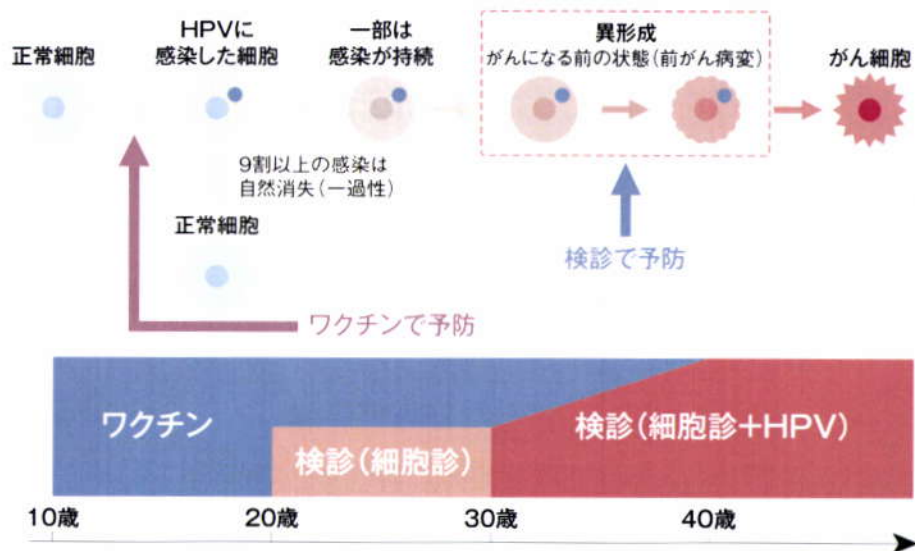 正常細胞
HPVに
感染した細胞
一部は
感染が持続
異形成
がんになる前の状態(前がん病変)
がん細胞
9割以上の感染は
自然消失(一過性)
正常細胞
検診で予防
ワクチンで予防
ワクチン
検診(細胞診)
検診(細胞診+HPV)
10歳
20歳
30歳
40歳